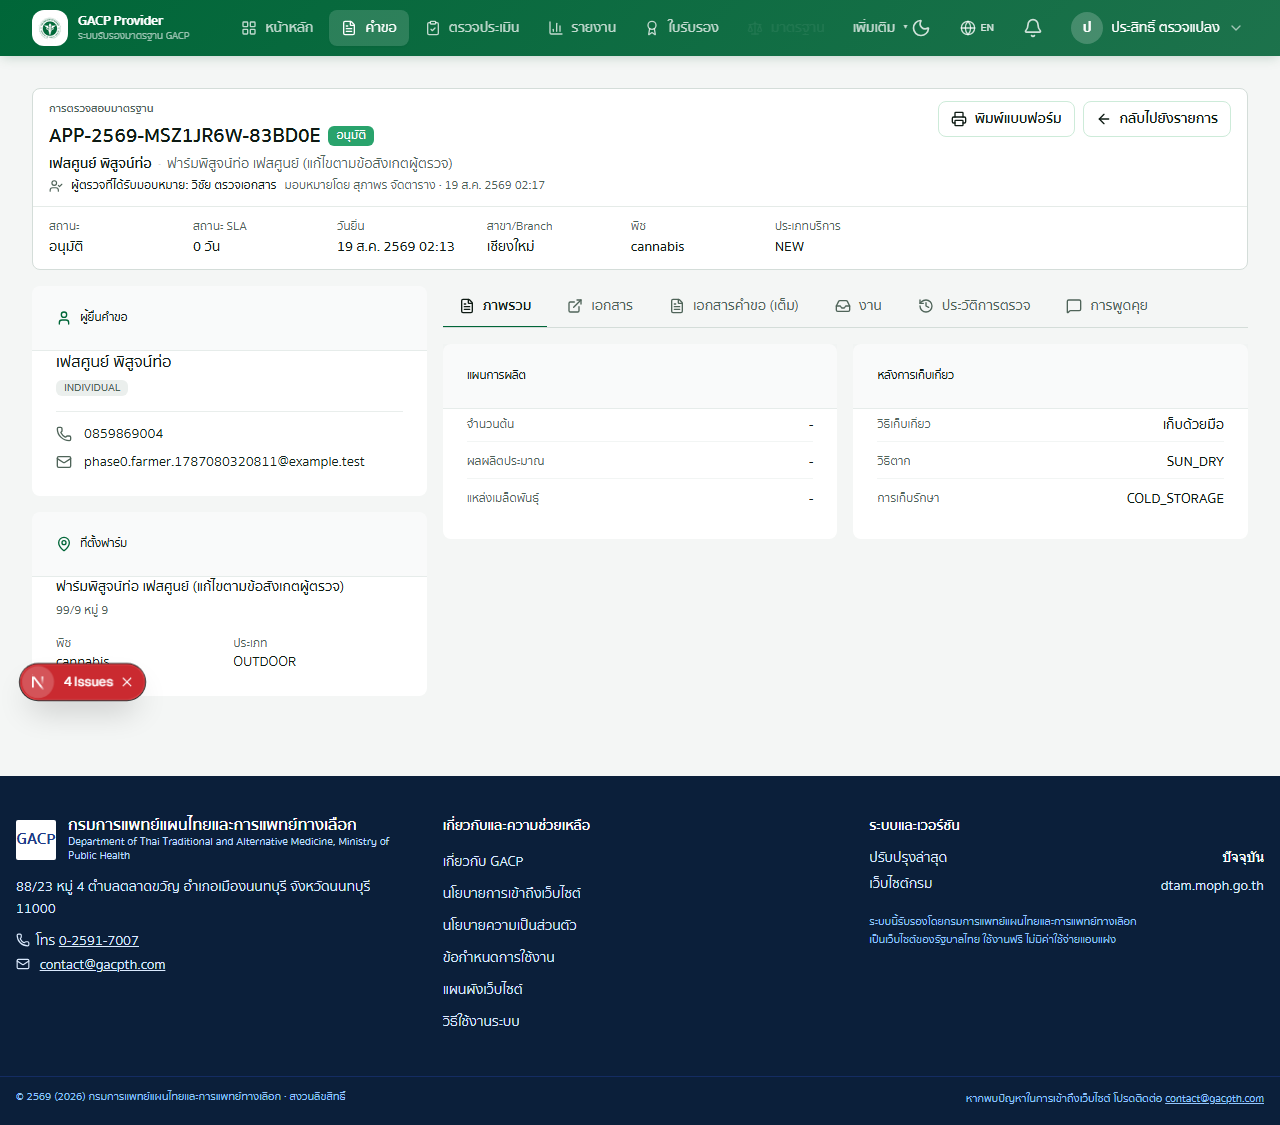 GACP Provider
ระบบรับรองมาตรฐาน GACP
หน้าหลัก
คำขอ
ตรวจประเมิน
รายงาน
ใบรับรอง
มาตรฐาน
เพิ่มเติม
EN
ป
ประสิทธิ์ ตรวจแปลง
การตรวจสอบมาตรฐาน
APP-2569-MSZ1JR6W-83BD0E อนุมัติ
พิมพ์แบบฟอร์ม
กลับไปยังรายการ
เฟสศูนย์ พิสูจน์ท่อ · ฟาร์มพิสูจน์ท่อ เฟสศูนย์ (แก้ไขตามข้อสังเกตผู้ตรวจ)
ผู้ตรวจที่ได้รับมอบหมาย: วิชัย ตรวจเอกสาร มอบหมายโดย สุภาพร จัดตาราง · 19 ส.ค. 2569 02:17
สถานะ
อนุมัติ
สถานะ SLA
0 วัน
วันยื่น
19 ส.ค. 2569 02:13
สาขา/Branch
เชียงใหม่
พืช
cannabis
ประเภทบริการ
NEW
ผู้ยื่นคำขอ
เฟสศูนย์ พิสูจน์ท่อ
INDIVIDUAL
0859869004
phase0.farmer.1787080320811@example.test
ที่ตั้งฟาร์ม
ฟาร์มพิสูจน์ท่อ เฟสศูนย์ (แก้ไขตามข้อสังเกตผู้ตรวจ)
99/9 หมู่ 9
พืช
cannabis
ประเภท
OUTDOOR
N 4 Issues
ภาพรวม
เอกสาร
เอกสารคำขอ (เต็ม)
งาน
ประวัติการตรวจ
การพูดคุย
แผนการผลิต
จำนวนต้น -
ผลผลิตประมาณ -
แหล่งเมล็ดพันธุ์ -
หลังการเก็บเกี่ยว
วิธีเก็บเกี่ยว เก็บด้วยมือ
วิธีตาก SUN_DRY
การเก็บรักษา COLD_STORAGE
GACP
กรมการแพทย์แผนไทยและการแพทย์ทางเลือก
Department of Thai Traditional and Alternative Medicine, Ministry of
Public Health
88/23 หมู่ 4 ตำบลตลาดขวัญ อำเภอเมืองนนทบุรี จังหวัดนนทบุรี
11000
โทร 0-2591-7007
contact@gacpth.com
เกี่ยวกับและความช่วยเหลือ
เกี่ยวกับ GACP
นโยบายการเข้าถึงเว็บไซต์
นโยบายความเป็นส่วนตัว
ข้อกำหนดการใช้งาน
แผนผังเว็บไซต์
วิธีใช้งานระบบ
ระบบและเวอร์ชัน
ปรับปรุงล่าสุด ปัจจุบัน
เว็บไซต์กรม dtam.moph.go.th
ระบบนี้รับรองโดยกรมการแพทย์แผนไทยและการแพทย์ทางเลือก
เป็นเว็บไซต์ของรัฐบาลไทย ใช้งานฟรี ไม่มีค่าใช้จ่ายแอบแฝง
© 2569 (2026) กรมการแพทย์แผนไทยและการแพทย์ทางเลือก · สงวนลิขสิทธิ์
หากพบปัญหาในการเข้าถึงเว็บไซต์ โปรดติดต่อ contact@gacpth.com